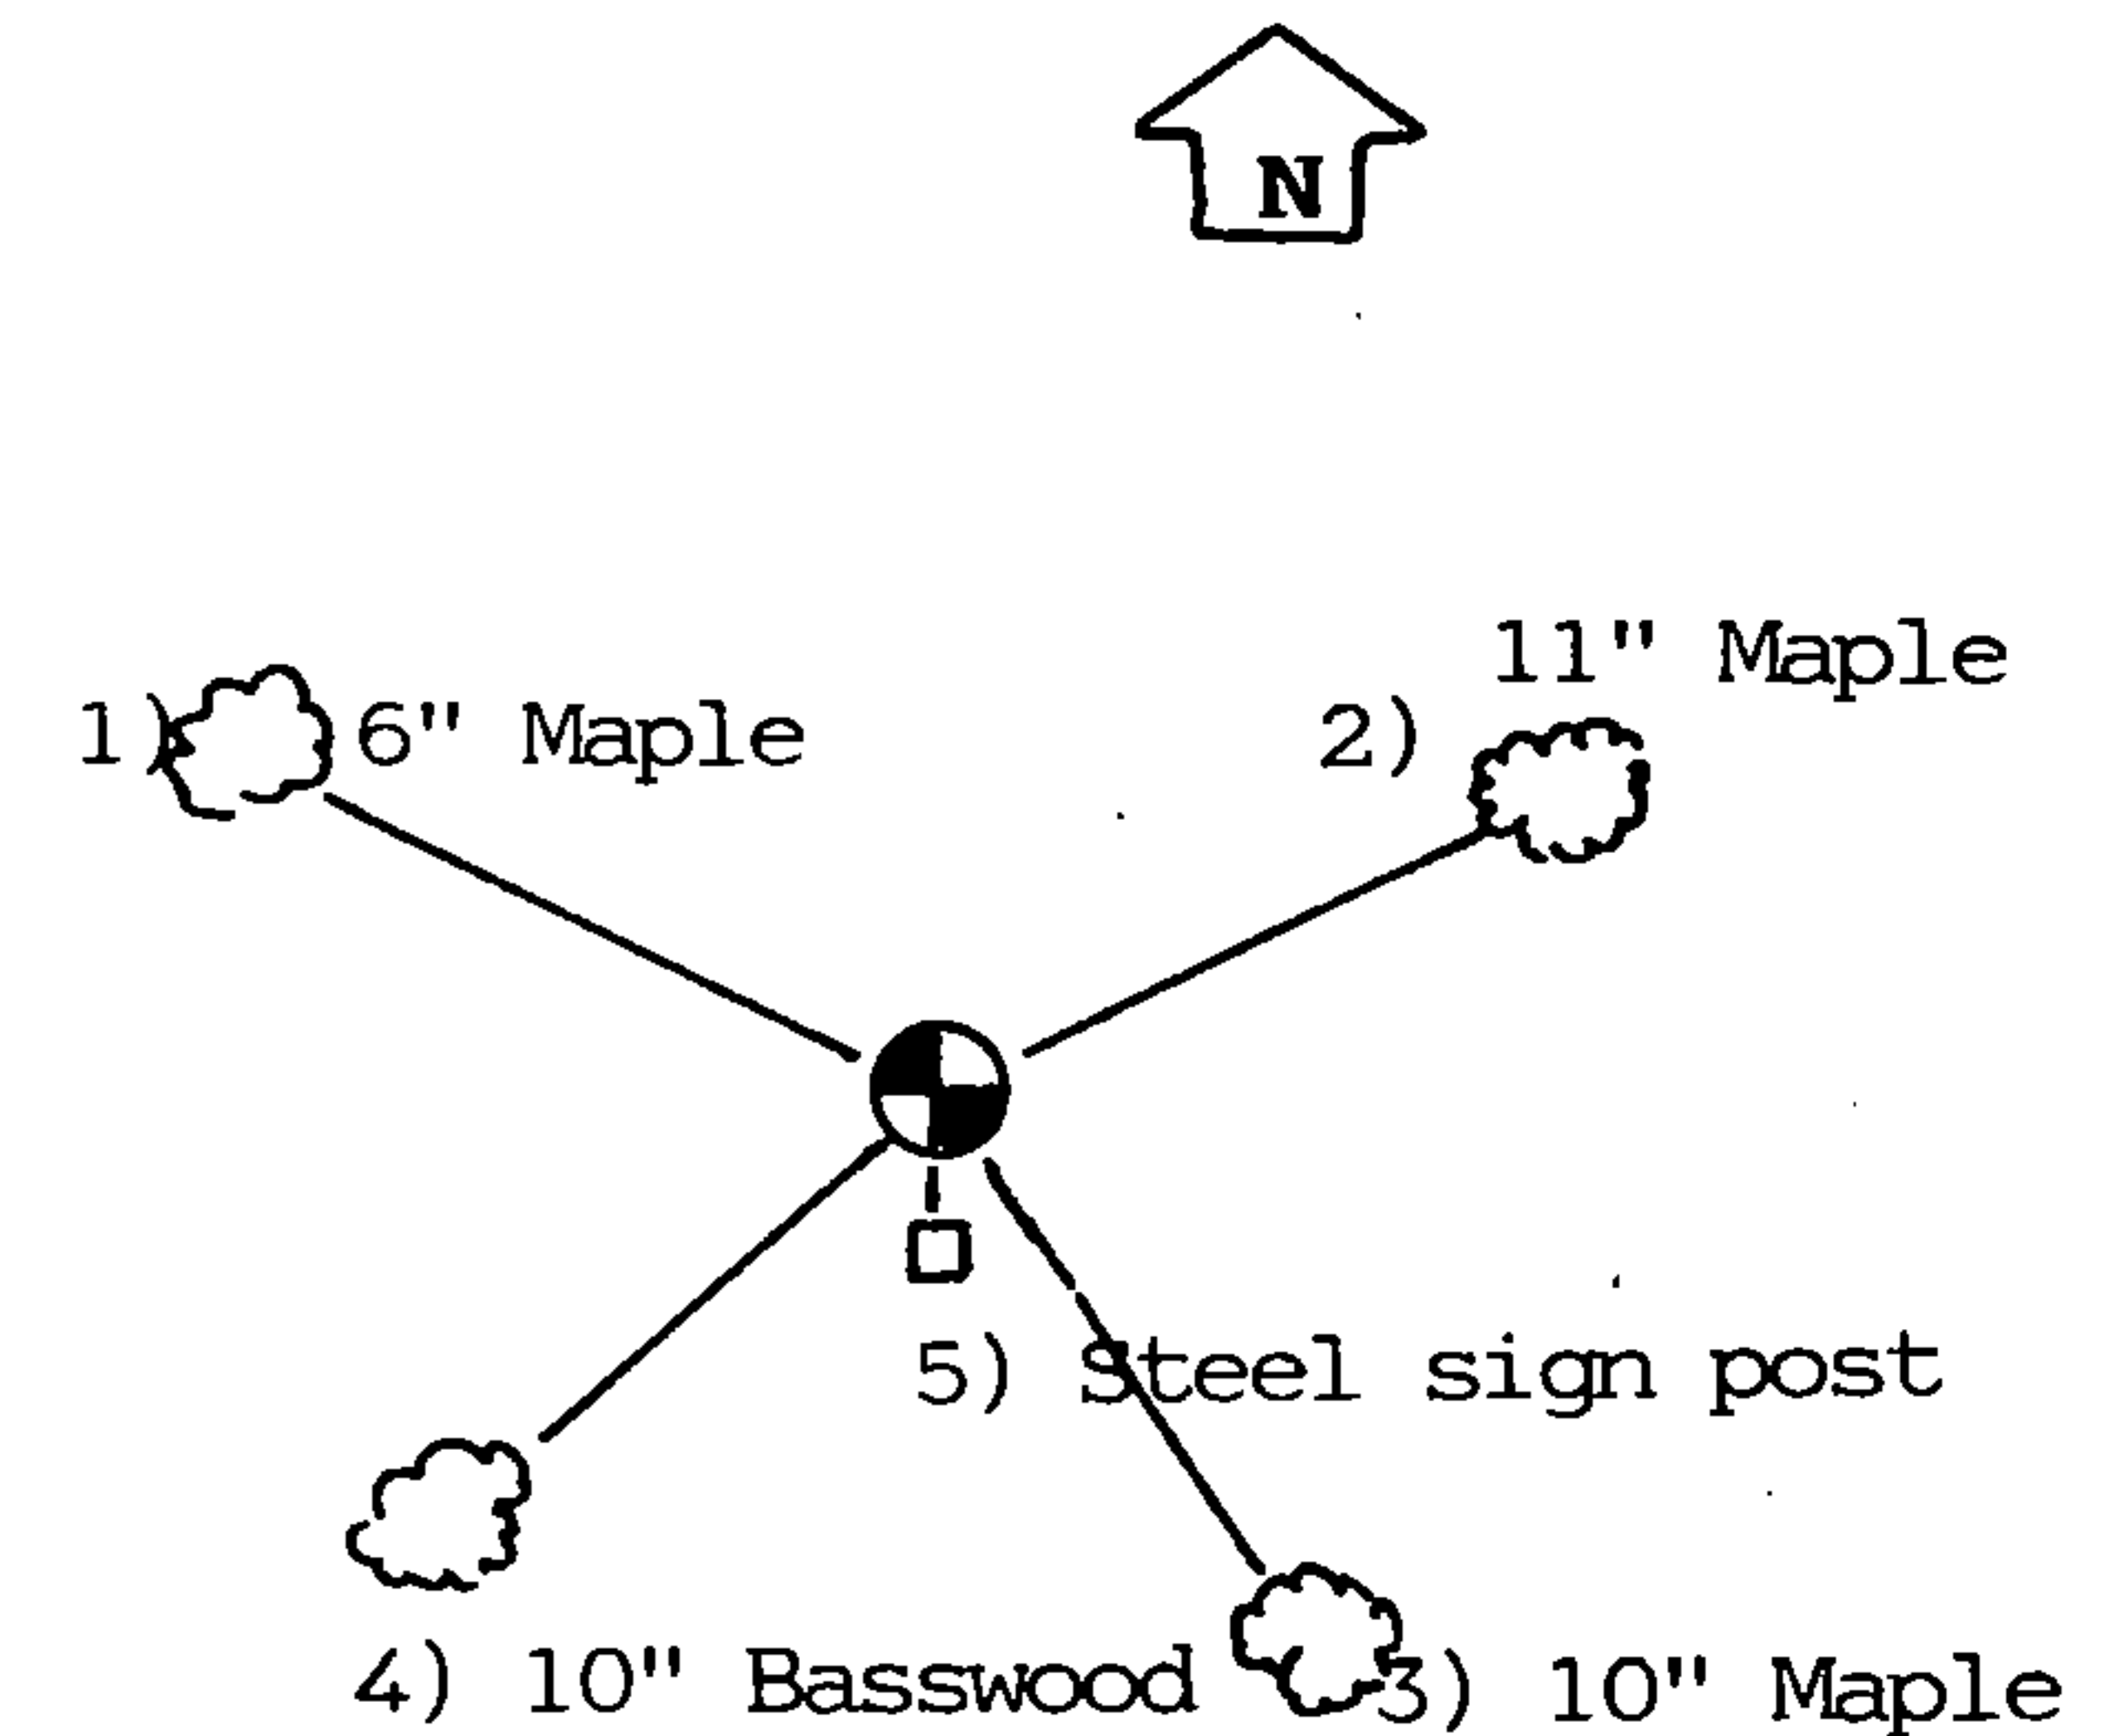 N
11" Maple
1) 6" Maple
2)
5) Steel sign post
4) 10" Basswood
3) 10" Maple